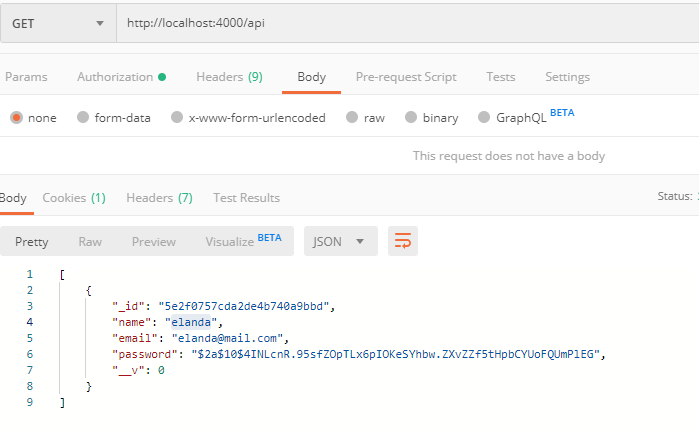 GET http://localhost:4000/api
Params Authorization Headers (9) Body Pre-request Script Tests Settings
none form-data x-www-form-urlencoded raw binary GraphQL BETA
This request does not have a body
Body Cookies (1) Headers (7) Test Results Status:
Pretty Raw Preview Visualize BETA JSON
1 [
2 {
3 "_id": "5e2f0757cda2de4b740a9bbd",
4 "name": "elanda",
5 "email": "elanda@mail.com",
6 "password": "$2a$10$4INLcnR.95sfZOpTLx6pIOKeSYhbw.ZXvZZf5tHpbCYUoFQUmPlEG",
7 "__v": 0
8 }
9 ]